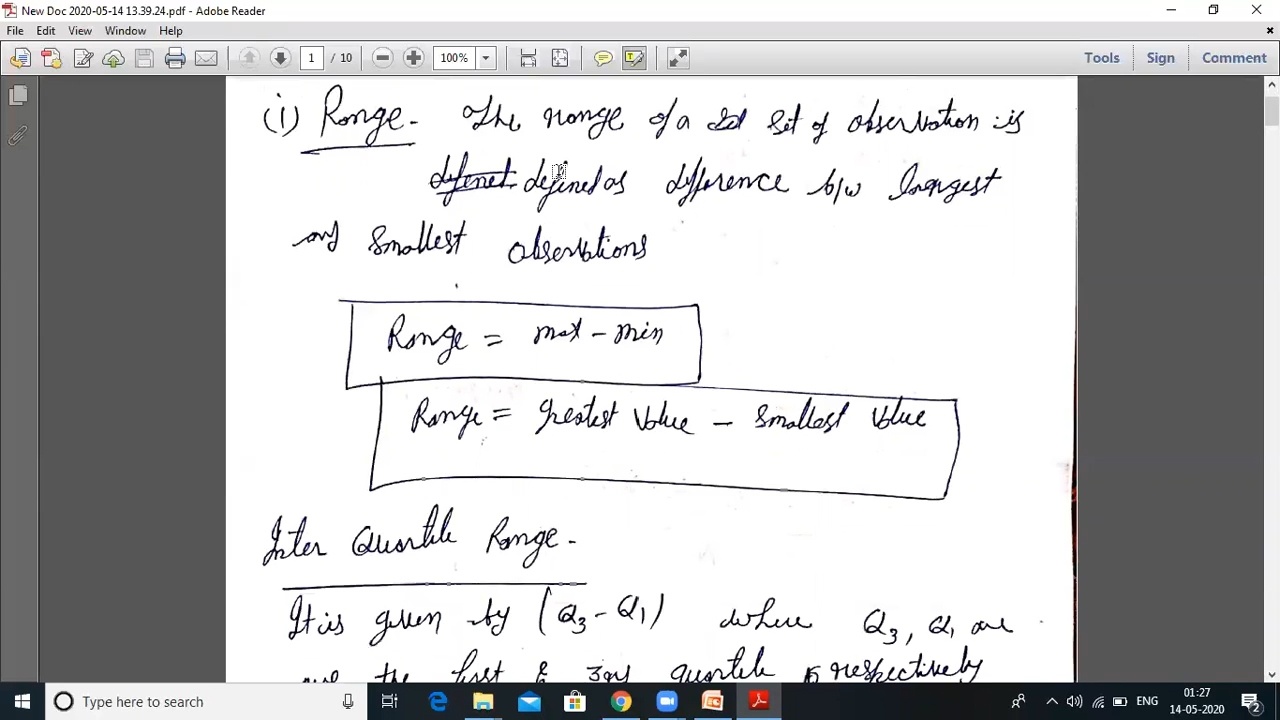 New Doc 2020-05-14 13.39.24.pdf - Adobe Reader
File Edit View Window Help
1 / 10 100% Tools Sign Comment
(i) Range. The range of a set of observation is
defined as difference b/w largest
and smallest observations
Range = max - min
Range = greatest value - smallest value
Inter Quartile Range -
It is given by (Q3 - Q1) where Q3, Q1 are
are the first & 3rd quartile respectively
Type here to search
ENG 01:27
14-05-2020
2